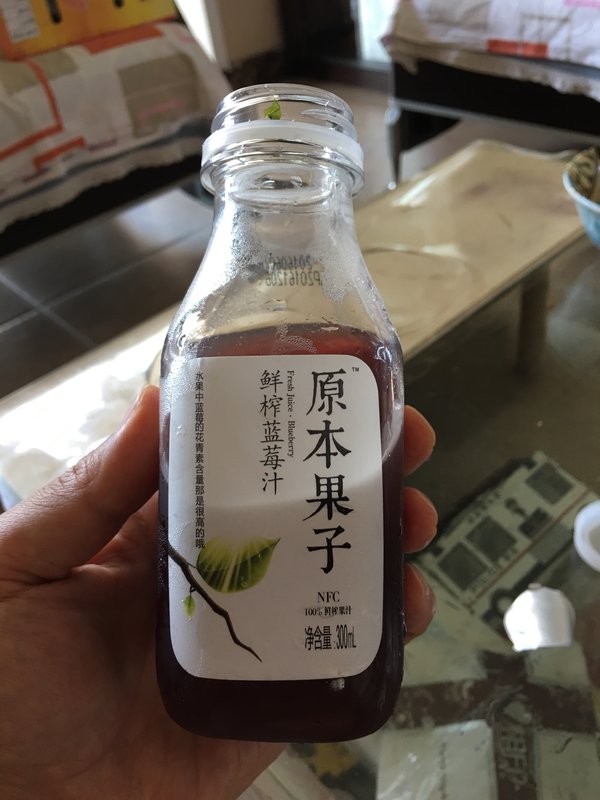 原本果子
TM
Fresh Juice · Blueberry
鲜榨蓝莓汁
水果中蓝莓的花青素含量那是很高的哦
NFC
100%鲜榨果汁
净含量:300mL